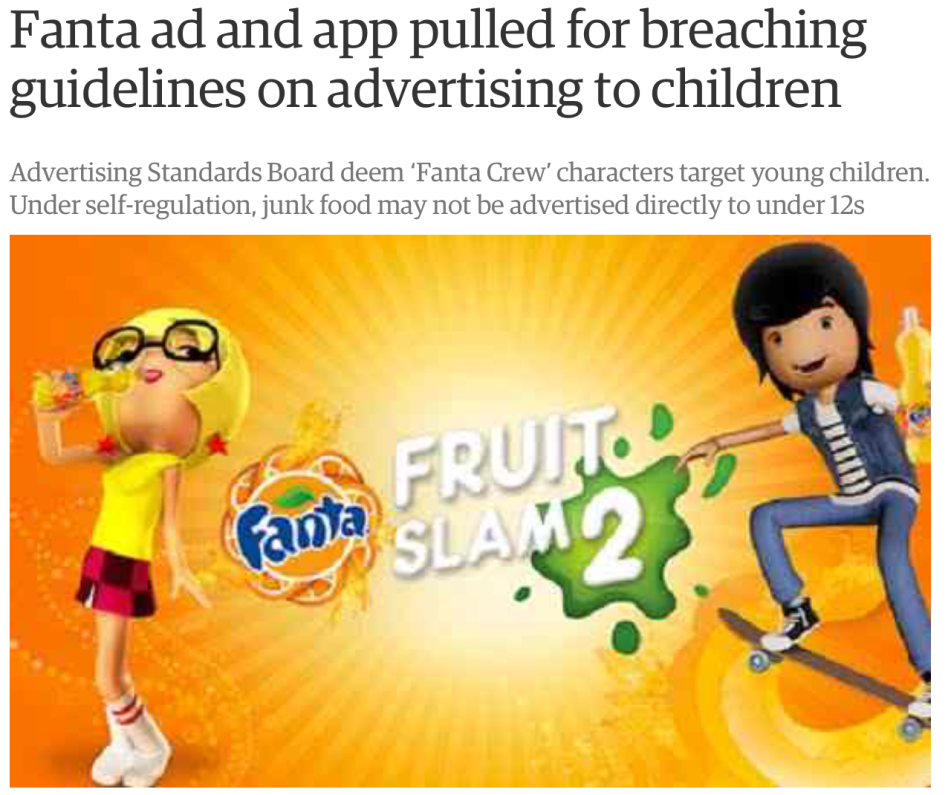 Fanta ad and app pulled for breaching
guidelines on advertising to children
Advertising Standards Board deem ‘Fanta Crew’ characters target young children.
Under self-regulation, junk food may not be advertised directly to under 12s
Fanta
FRUIT
SLAM 2